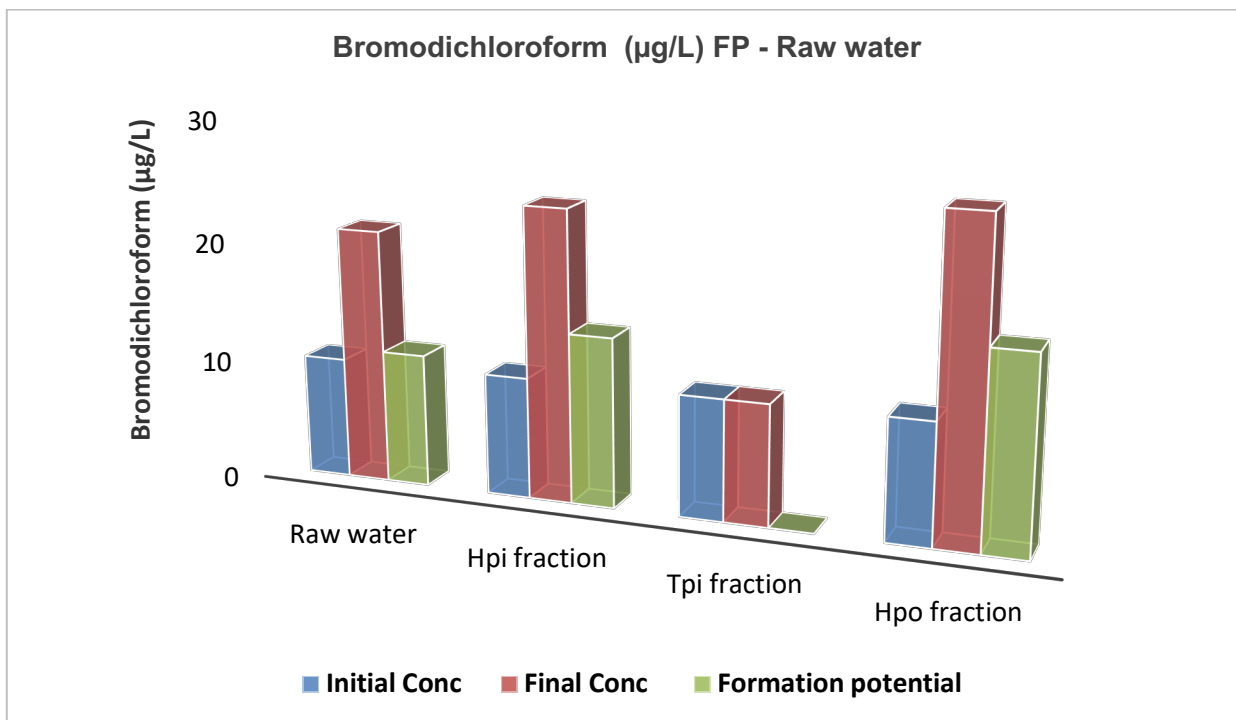 Bromodichloroform (µg/L) FP - Raw water
Bromodichloroform (µg/L)
30
20
10
0
Raw water
Hpi fraction
Tpi fraction
Hpo fraction
Initial Conc Final Conc Formation potential